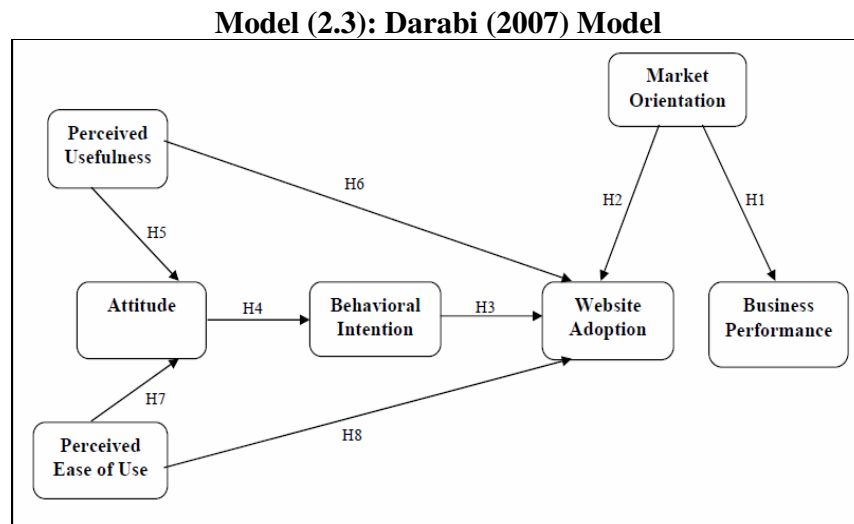 Model (2.3): Darabi (2007) Model
Market
Orientation
Perceived
Usefulness
H6
H2
H1
H5
Attitude
H4
Behavioral
Intention
H3
Website
Adoption
Business
Performance
H7
H8
Perceived
Ease of Use